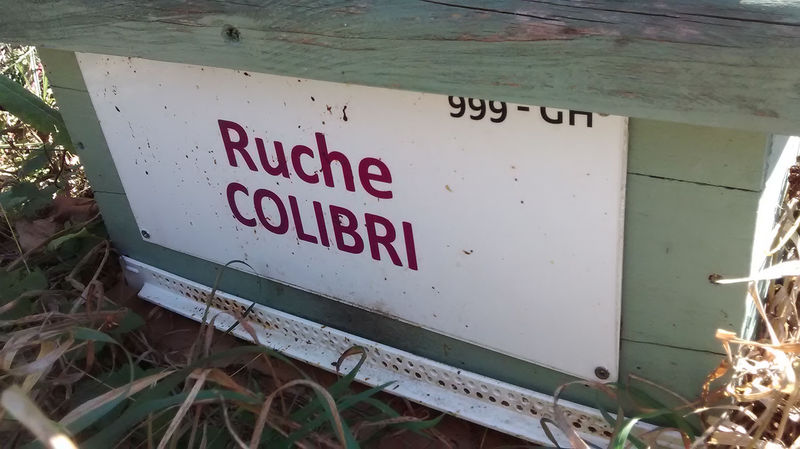 999 - GH
Ruche
COLIBRI